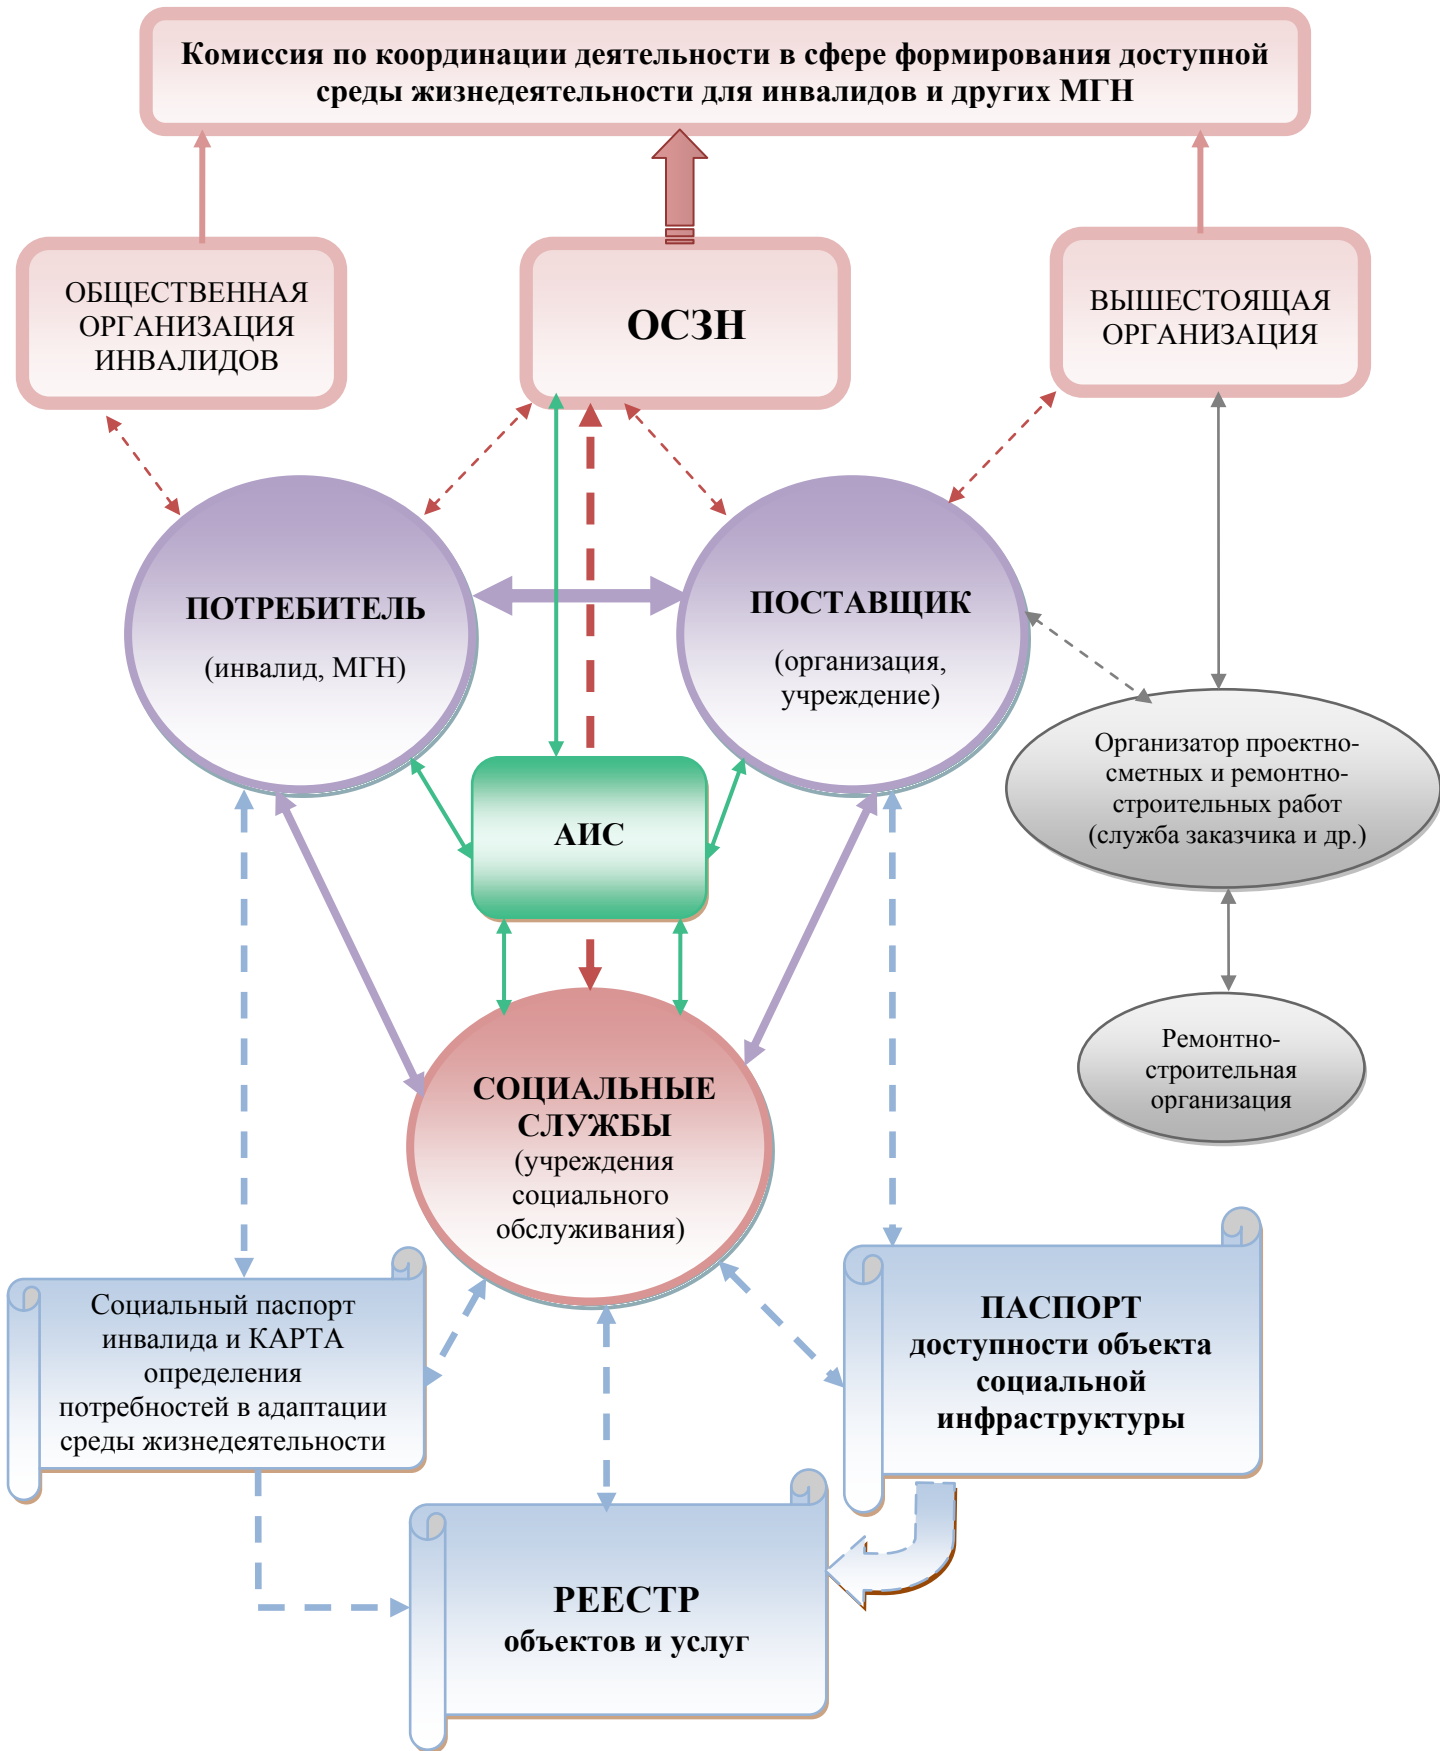 Комиссия по координации деятельности в сфере формирования доступной
среды жизнедеятельности для инвалидов и других МГН
ОБЩЕСТВЕННАЯ
ОРГАНИЗАЦИЯ
ИНВАЛИДОВ
ОСЗН
ВЫШЕСТОЯЩАЯ
ОРГАНИЗАЦИЯ
ПОТРЕБИТЕЛЬ
(инвалид, МГН)
ПОСТАВЩИК
(организация,
учреждение)
Организатор проектно-
сметных и ремонтно-
строительных работ
(служба заказчика и др.)
АИС
Ремонтно-
строительная
организация
СОЦИАЛЬНЫЕ
СЛУЖБЫ
(учреждения
социального
обслуживания)
Социальный паспорт
инвалида и КАРТА
определения
потребностей в адаптации
среды жизнедеятельности
ПАСПОРТ
доступности объекта
социальной
инфраструктуры
РЕЕСТР
объектов и услуг